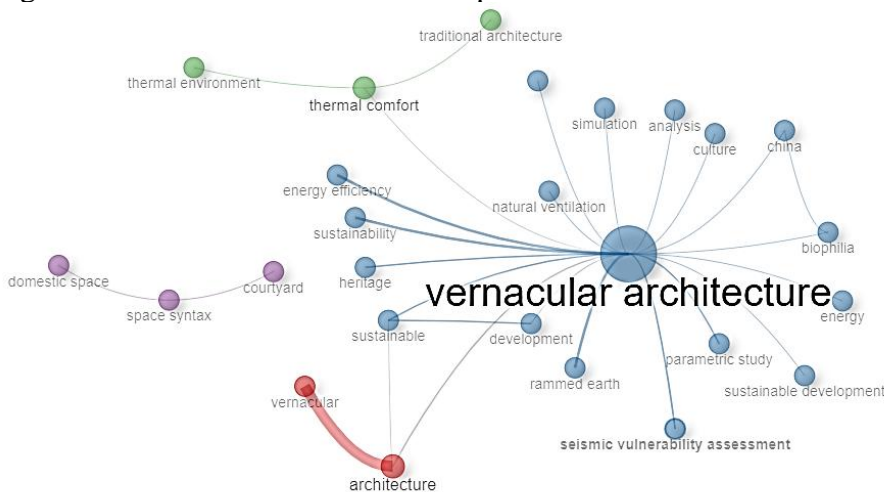 traditional architecture
thermal environment
thermal comfort
simulation
analysis
culture
china
energy efficiency
natural ventilation
sustainability
biophilia
domestic space
courtyard
heritage
vernacular architecture
space syntax
energy
sustainable
development
parametric study
rammed earth
sustainable development
vernacular
seismic vulnerability assessment
architecture